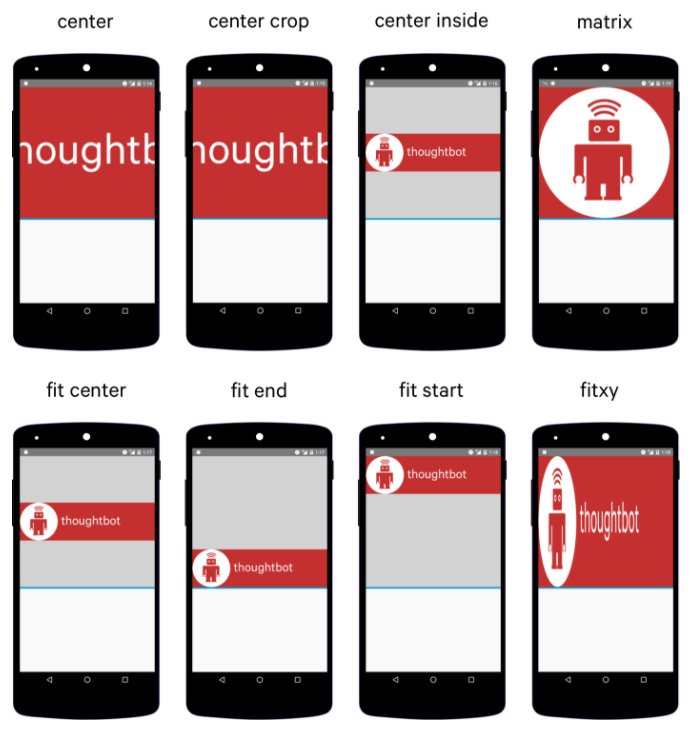 center
center crop
center inside
matrix
houghtb
houghtb
thoughtbot
fit center
fit end
fit start
fitxy
thoughtbot
thoughtbot
thoughtbot
thoughtbot